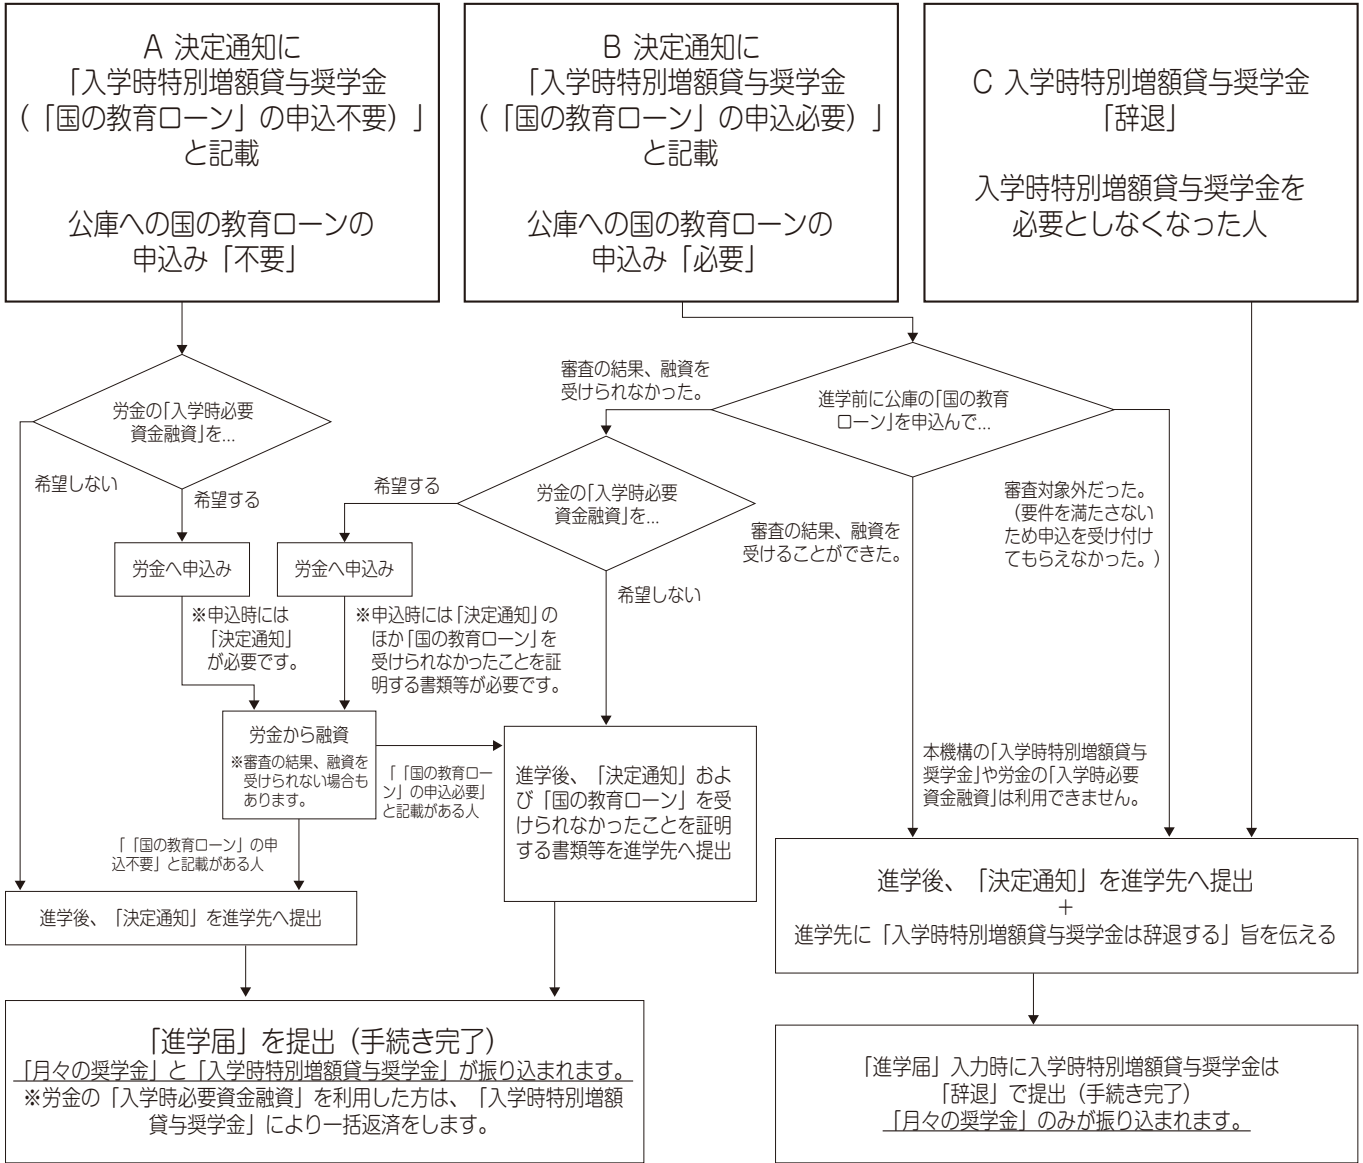 A 決定通知に
「入学時特別増額貸与奨学金
（「国の教育ローン」の申込不要）」
と記載
公庫への国の教育ローンの
申込み「不要」
B 決定通知に
「入学時特別増額貸与奨学金
（「国の教育ローン」の申込必要）」
と記載
公庫への国の教育ローンの
申込み「必要」
C 入学時特別増額貸与奨学金
「辞退」
入学時特別増額貸与奨学金を
必要としなくなった人
労金の「入学時必要
資金融資」を...
希望しない
希望する
審査の結果、融資を
受けられなかった。
進学前に公庫の「国の教育
ローン」を申込んで...
労金の「入学時必要
資金融資」を...
希望する
希望しない
審査の結果、融資を
受けることができた。
審査対象外だった。
（要件を満たさない
ため申込を受け付け
てもらえなかった。）
労金へ申込み
労金へ申込み
※申込時には
「決定通知」
が必要です。
※申込時には「決定通知」の
ほか「国の教育ローン」を
受けられなかったことを証
明する書類等が必要です。
労金から融資
※審査の結果、融資を
受けられない場合も
あります。
「「国の教育ロー
ン」の申込必要」
と記載がある人
進学後、「決定通知」およ
び「国の教育ローン」を受
けられなかったことを証明
する書類等を進学先へ提出
本機構の「入学時特別増額貸与
奨学金」や労金の「入学時必要
資金融資」は利用できません。
「「国の教育ローン」の申
込不要」と記載がある人
進学後、「決定通知」を進学先へ提出
進学後、「決定通知」を進学先へ提出
+
進学先に「入学時特別増額貸与奨学金は辞退する」旨を伝える
「進学届」を提出（手続き完了）
「月々の奨学金」と「入学時特別増額貸与奨学金」が振り込まれます。
※労金の「入学時必要資金融資」を利用した方は、「入学時特別増額
貸与奨学金」により一括返済をします。
「進学届」入力時に入学時特別増額貸与奨学金は
「辞退」で提出（手続き完了）
「月々の奨学金」のみが振り込まれます。